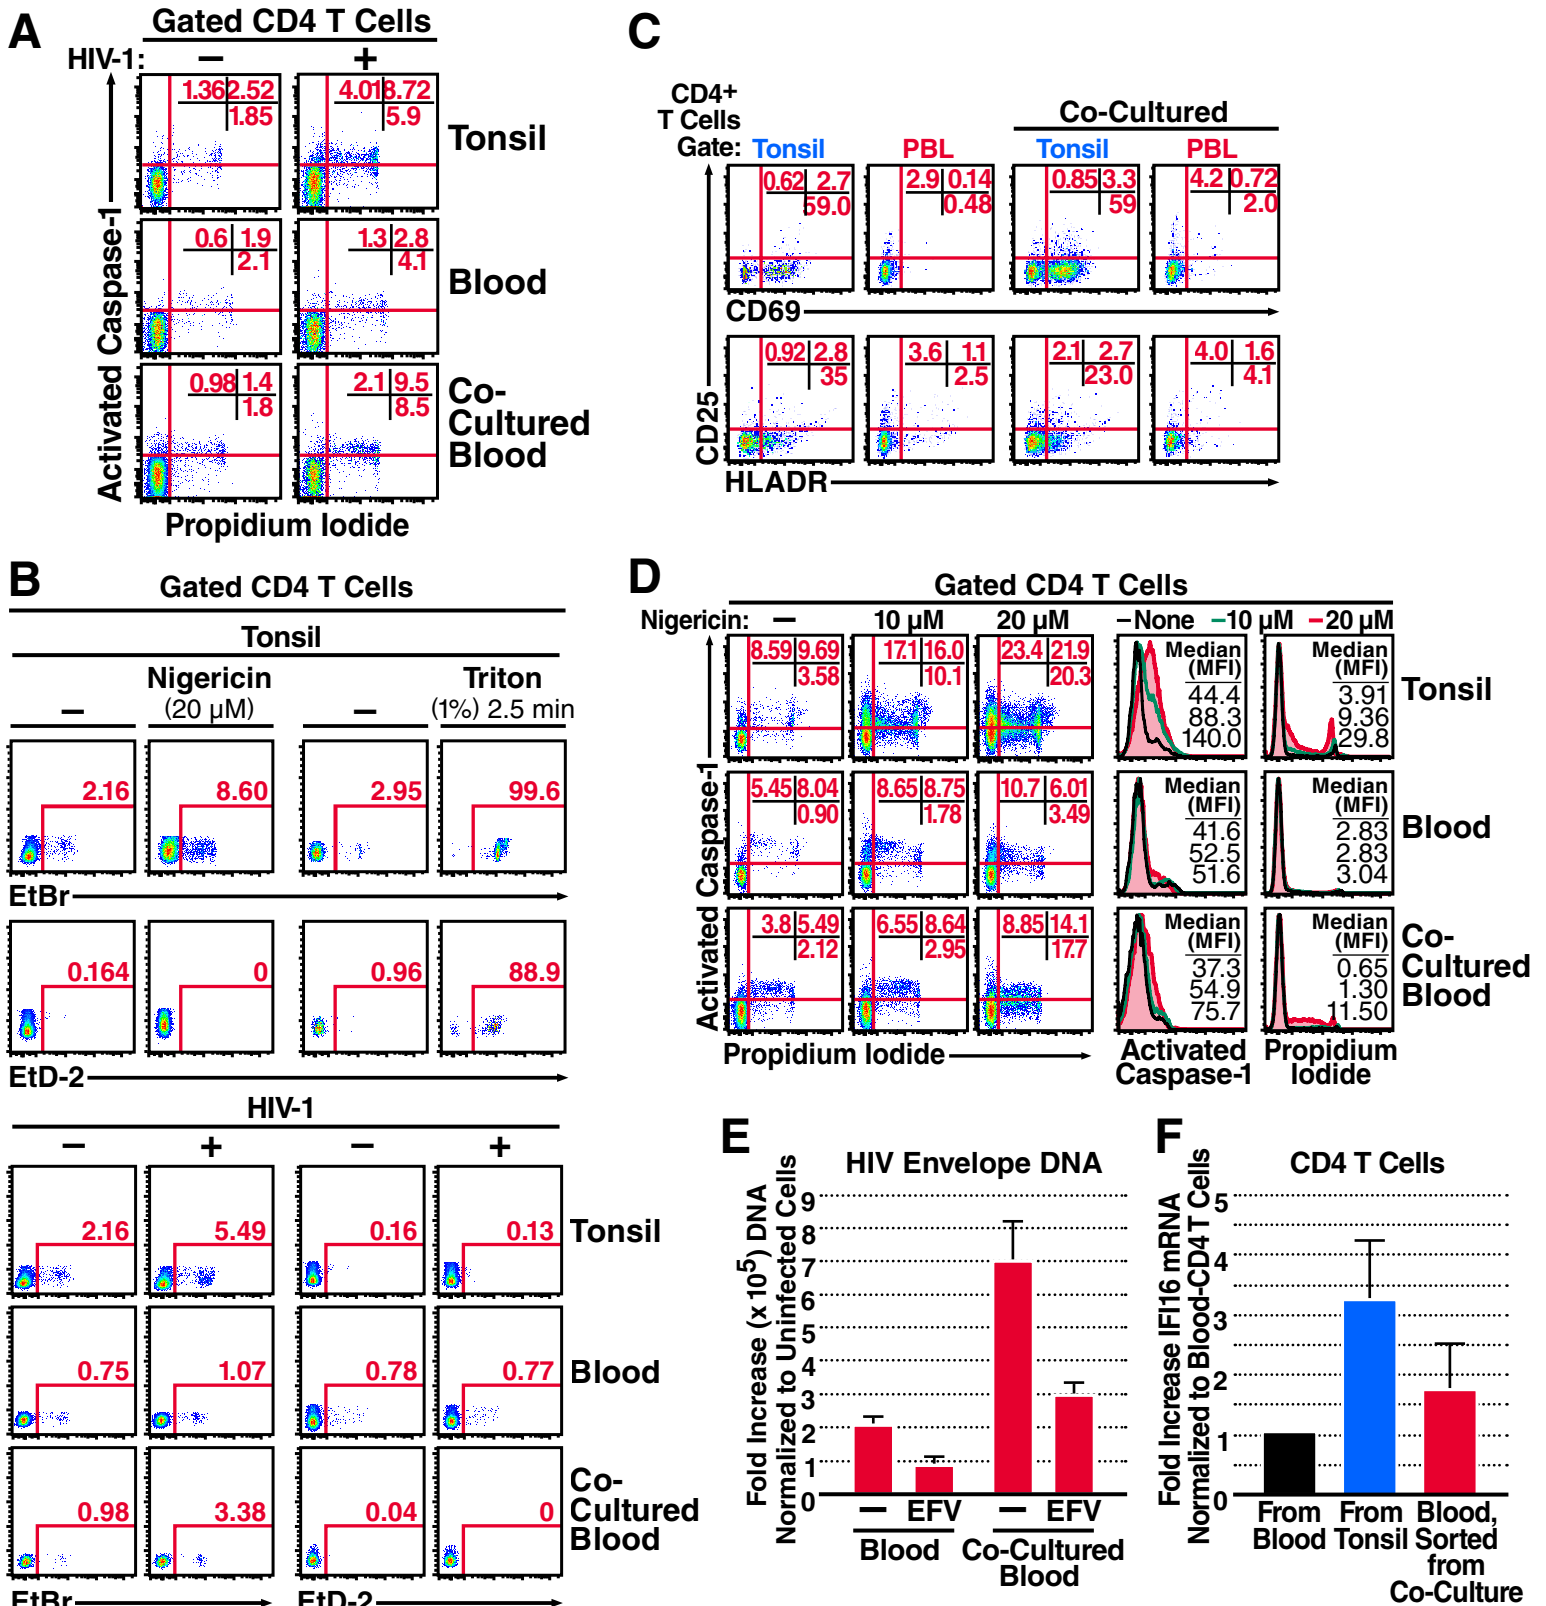 A
Gated CD4 T Cells
HIV-1: − +
1.36 2.52
1.85
4.01 8.72
5.9
Tonsil
0.6 1.9
2.1
1.3 2.8
4.1
Blood
0.98 1.4
1.8
2.1 9.5
8.5
Co-
Cultured
Blood
Activated Caspase-1
Propidium Iodide
B
Gated CD4 T Cells
Tonsil
− Nigericin − Triton
(20 µM) (1%) 2.5 min
2.16 8.60 2.95 99.6
EtBr
0.164 0 0.96 88.9
EtD-2
HIV-1
− + − +
2.16 5.49 0.16 0.13 Tonsil
0.75 1.07 0.78 0.77 Blood
0.98 3.38 0.04 0
Co-
Cultured
Blood
EtBr EtD-2
C
CD4+
T Cells
Gate:
Co-Cultured
Tonsil PBL Tonsil PBL
0.62 2.7
59.0
2.9 0.14
0.48
0.85 3.3
59
4.2 0.72
2.0
CD69
0.92 2.8
35
3.6 1.1
2.5
2.1 2.7
23.0
4.0 1.6
4.1
CD25
HLADR
D
Gated CD4 T Cells
Nigericin: − 10 µM 20 µM
None 10 µM 20 µM
8.59 9.69
3.58
17.1 16.0
10.1
23.4 21.9
20.3
Median
(MFI)
44.4
88.3
140.0
Median
(MFI)
3.91
9.36
29.8
Tonsil
5.45 8.04
0.90
8.65 8.75
1.78
10.7 6.01
3.49
Median
(MFI)
41.6
52.5
51.6
Median
(MFI)
2.83
2.83
3.04
Blood
3.8 5.49
2.12
6.55 8.64
2.95
8.85 14.1
17.7
Median
(MFI)
37.3
54.9
75.7
Median
(MFI)
0.65
1.30
11.50
Co-
Cultured
Blood
Activated Caspase-1
Propidium Iodide
Activated
Caspase-1
Propidium
Iodide
E
HIV Envelope DNA
Fold Increase (x 10⁵) DNA
Normalized to Uninfected Cells
9
8
7
6
5
4
3
2
1
0
− EFV − EFV
Blood
Co-Cultured
Blood
F
CD4 T Cells
Fold Increase IFI16 mRNA
Normalized to Blood-CD4 T Cells
5
4
3
2
1
0
From
Blood
From
Tonsil
Blood,
Sorted
from
Co-Culture